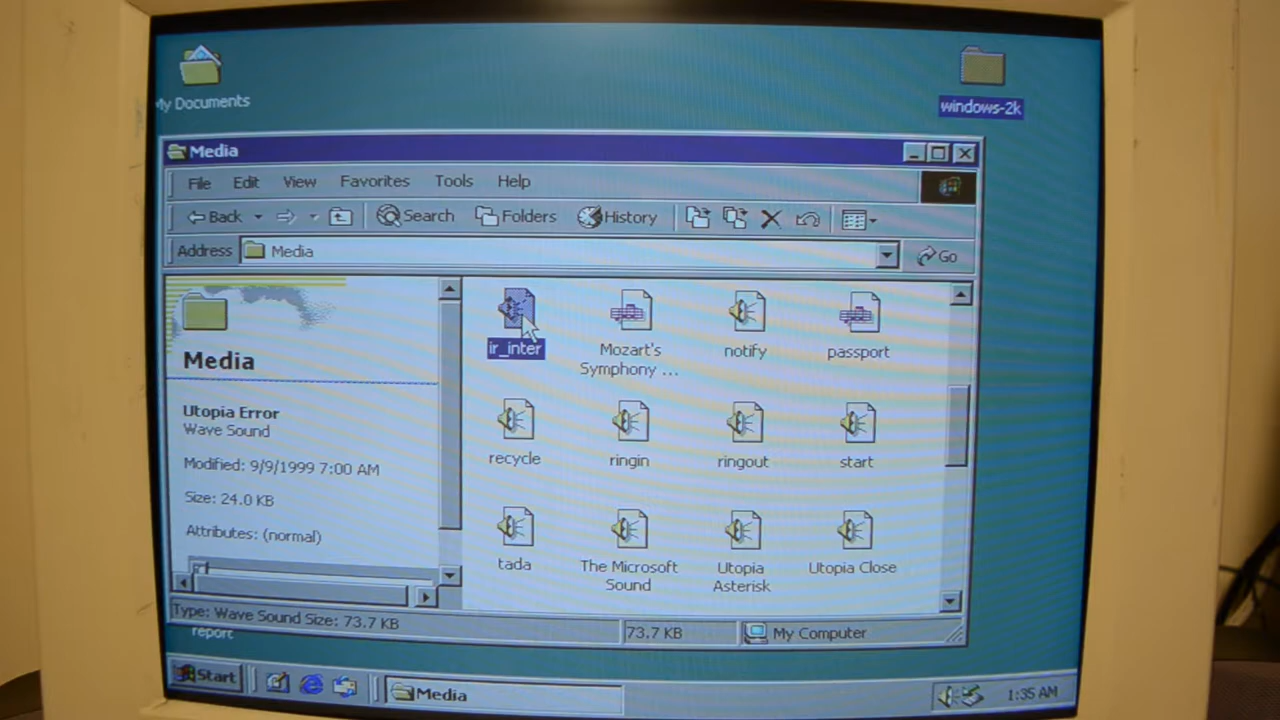 My Documents
windows-2k
Media
File Edit View Favorites Tools Help
Back Search Folders History
Address Media Go
Media
Utopia Error
Wave Sound
Modified: 9/9/1999 7:00 AM
Size: 24.0 KB
Attributes: (normal)
ir_inter
Mozart's
Symphony ...
notify
passport
recycle
ringin
ringout
start
tada
The Microsoft
Sound
Utopia
Asterisk
Utopia Close
Type: Wave Sound Size: 73.7 KB
73.7 KB
My Computer
report
Start
Media
1:35 AM